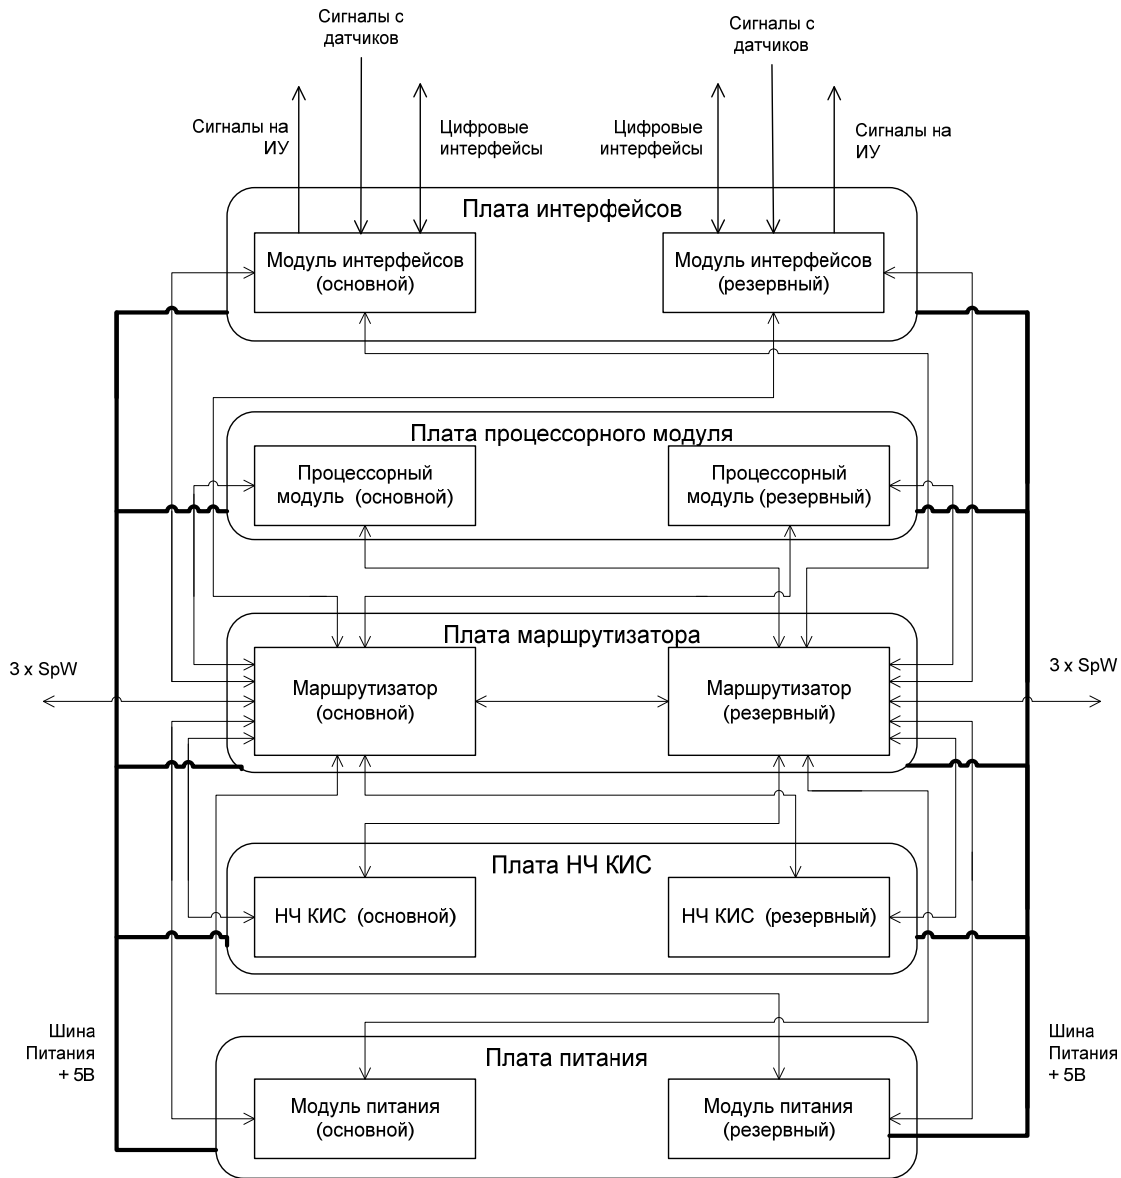 Сигналы с
датчиков
Сигналы с
датчиков
Сигналы на
ИУ
Цифровые
интерфейсы
Цифровые
интерфейсы
Сигналы на
ИУ
Плата интерфейсов
Модуль интерфейсов
(основной)
Модуль интерфейсов
(резервный)
Плата процессорного модуля
Процессорный
модуль (основной)
Процессорный
модуль (резервный)
Плата маршрутизатора
3 x SpW
Маршрутизатор
(основной)
Маршрутизатор
(резервный)
3 x SpW
Плата НЧ КИС
НЧ КИС (основной)
НЧ КИС (резервный)
Шина
Питания
+ 5В
Шина
Питания
+ 5В
Плата питания
Модуль питания
(основной)
Модуль питания
(резервный)